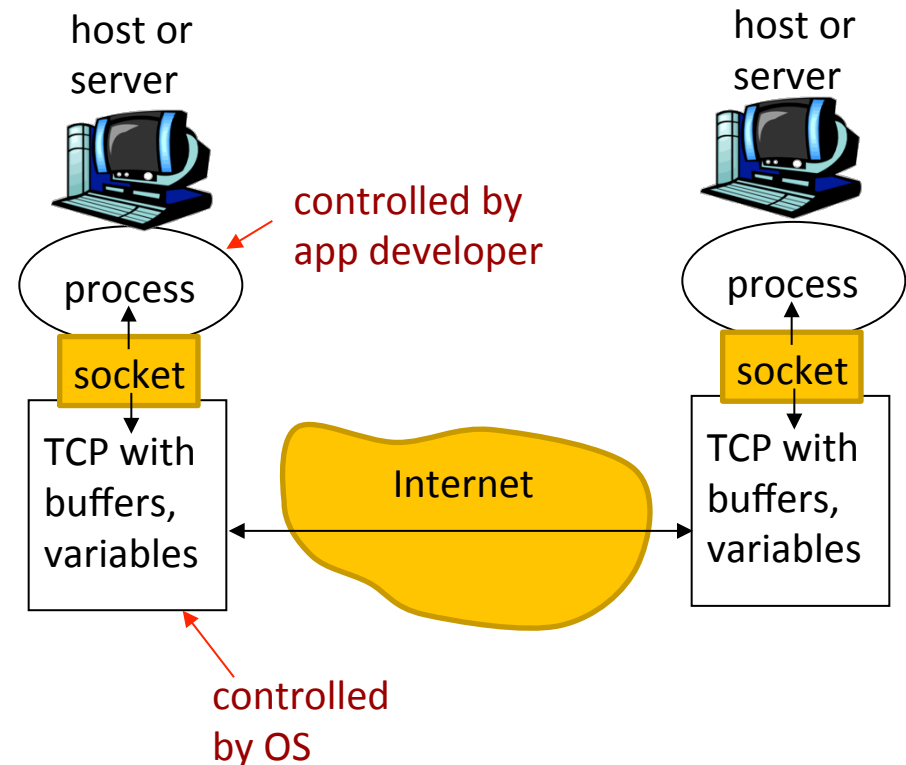 host or
server
host or
server
controlled by
app developer
process
process
socket
socket
TCP with
buffers,
variables
Internet
TCP with
buffers,
variables
controlled
by OS